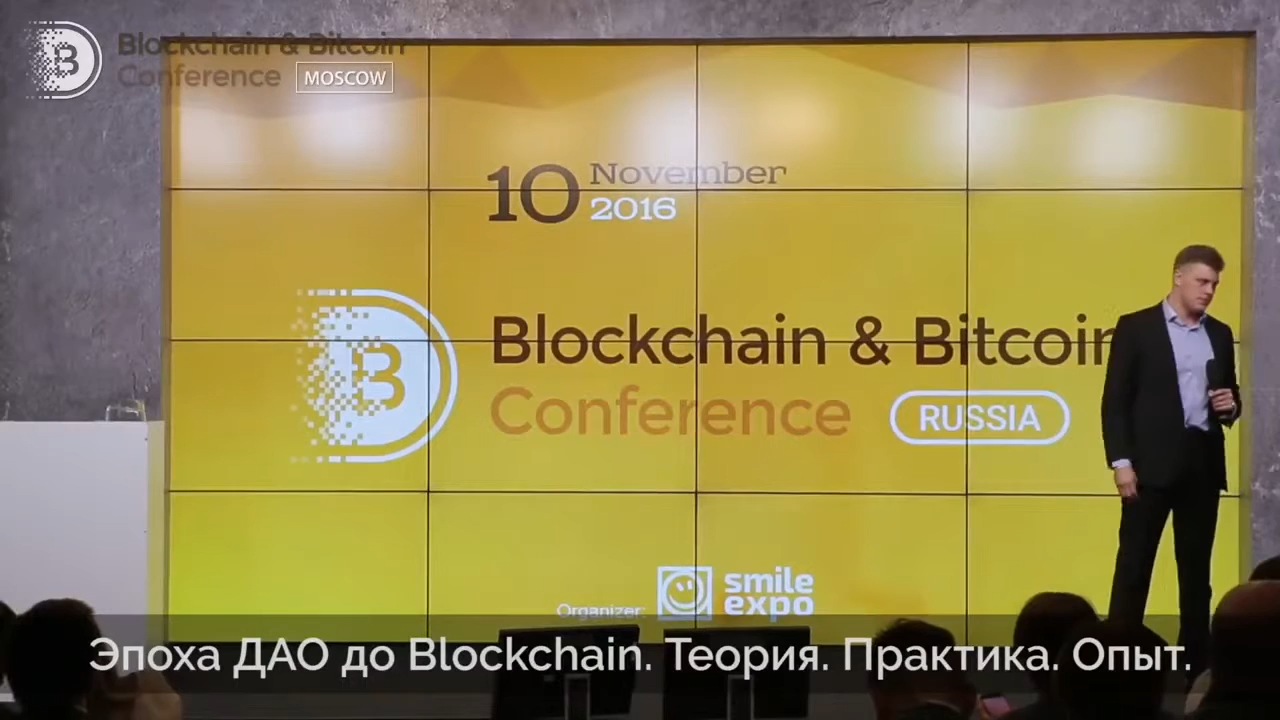 Blockchain & Bitcoin
Conference MOSCOW
10 November
2016
Blockchain & Bitcoin
Conference RUSSIA
Organizer: smile
expo
Эпоха ДАО до Blockchain. Теория. Практика. Опыт.